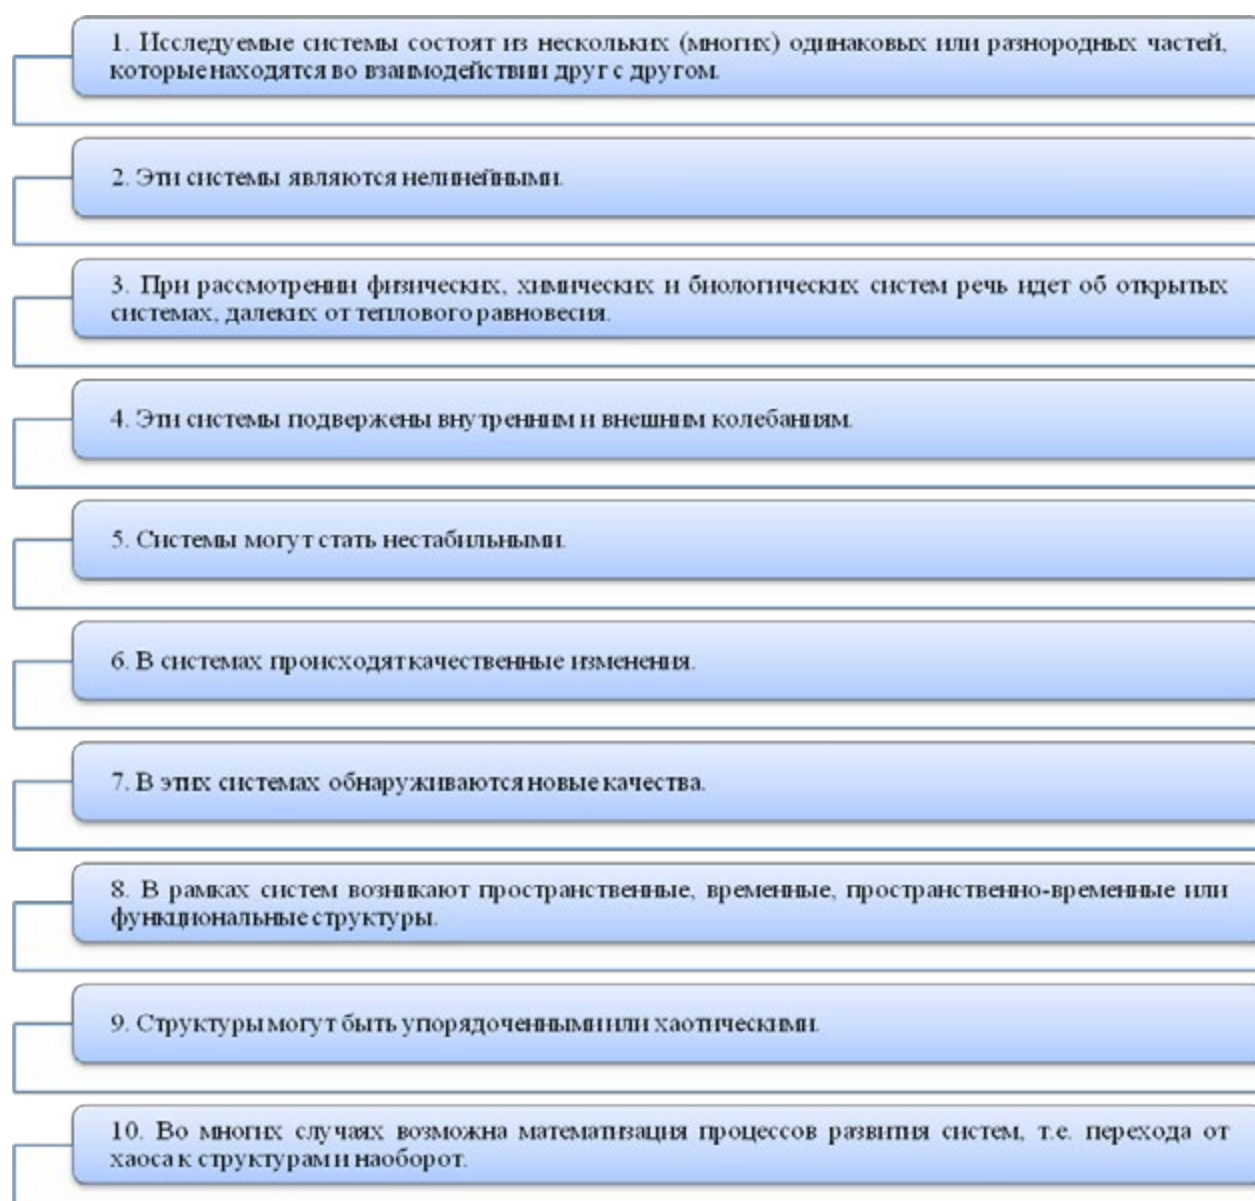 1. Исследуемые системы состоят из нескольких (многих) одинаковых или разнородных частей,
которые находятся во взаимодействии друг с другом.
2. Эти системы являются нелинейными.
3. При рассмотрении физических, химических и биологических систем речь идет об открытых
системах, далеких от теплового равновесия.
4. Эти системы подвержены внутренним и внешним колебаниям.
5. Системы могут стать нестабильными.
6. В системах происходят качественные изменения.
7. В этих системах обнаруживаются новые качества.
8. В рамках систем возникают пространственные, временные, пространственно-временные или
функциональные структуры.
9. Структуры могут быть упорядоченными или хаотическими.
10. Во многих случаях возможна математизация процессов развития систем, т.е. перехода от
хаоса к структурам и наоборот.